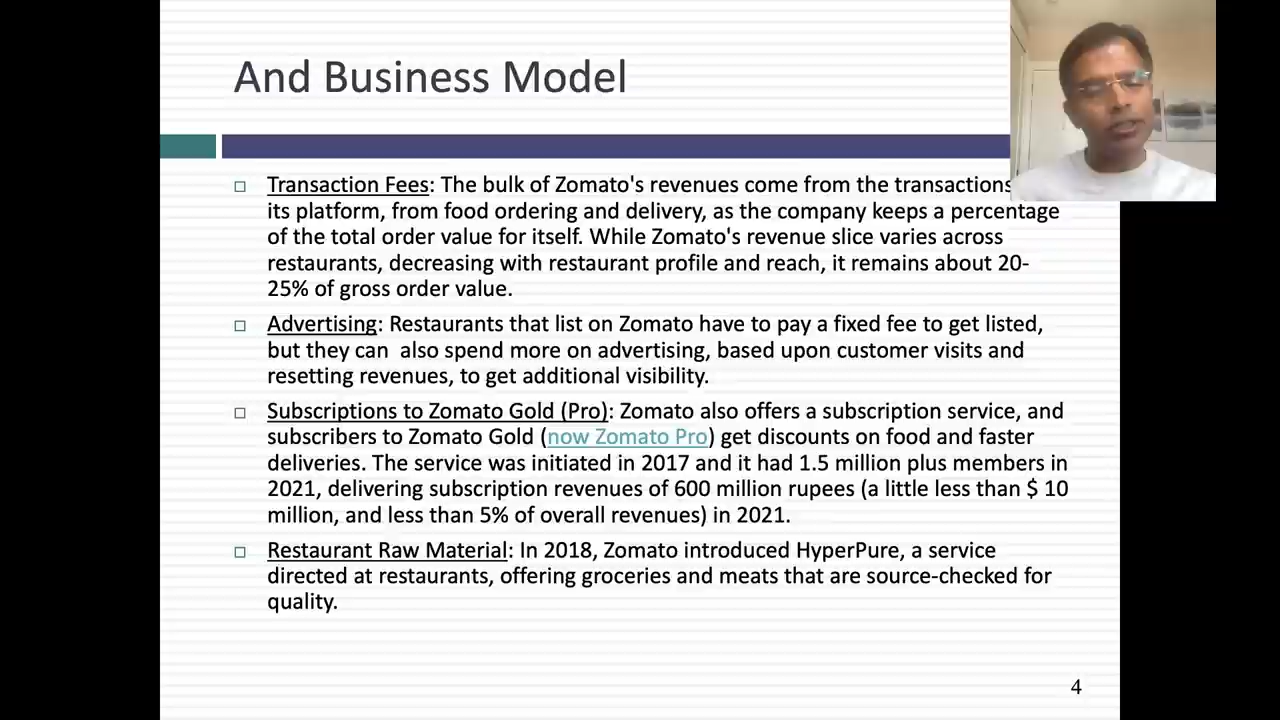 And Business Model
Transaction Fees: The bulk of Zomato's revenues come from the transactions
its platform, from food ordering and delivery, as the company keeps a percentage
of the total order value for itself. While Zomato's revenue slice varies across
restaurants, decreasing with restaurant profile and reach, it remains about 20-
25% of gross order value.
Advertising: Restaurants that list on Zomato have to pay a fixed fee to get listed,
but they can also spend more on advertising, based upon customer visits and
resetting revenues, to get additional visibility.
Subscriptions to Zomato Gold (Pro): Zomato also offers a subscription service, and
subscribers to Zomato Gold (now Zomato Pro) get discounts on food and faster
deliveries. The service was initiated in 2017 and it had 1.5 million plus members in
2021, delivering subscription revenues of 600 million rupees (a little less than $ 10
million, and less than 5% of overall revenues) in 2021.
Restaurant Raw Material: In 2018, Zomato introduced HyperPure, a service
directed at restaurants, offering groceries and meats that are source-checked for
quality.
4